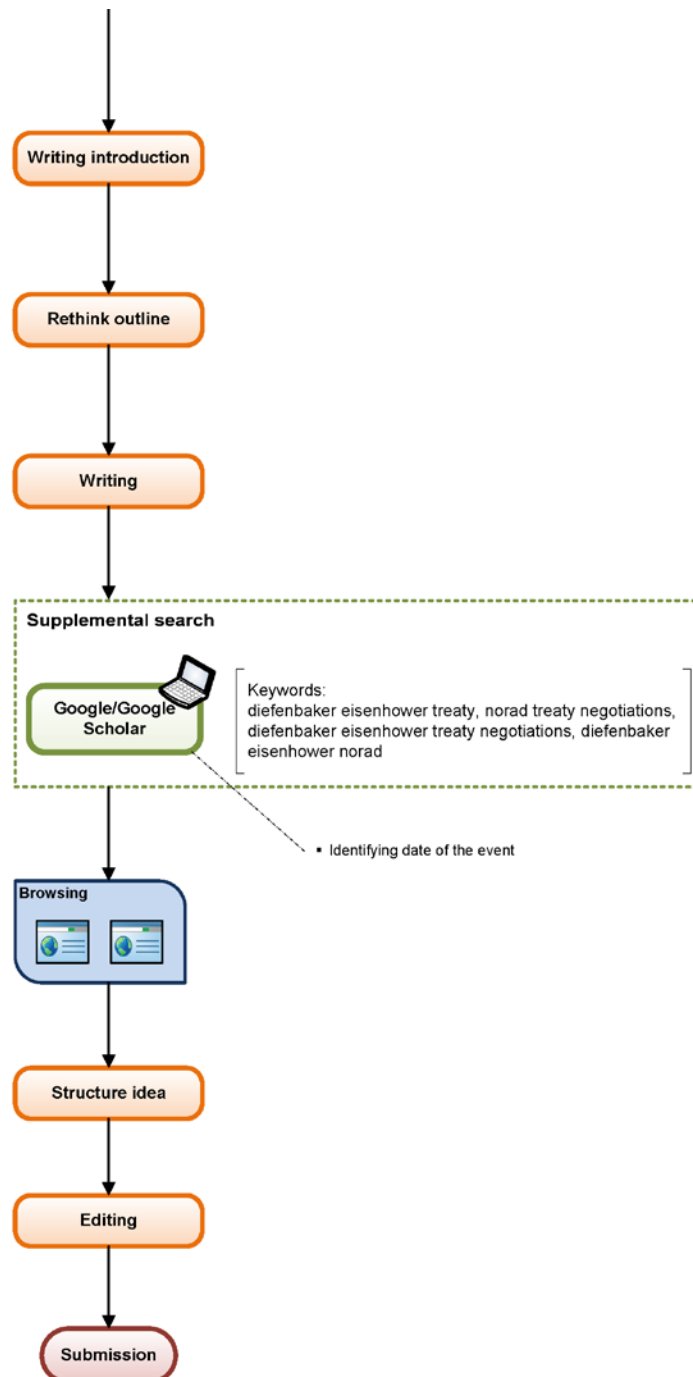 Writing introduction
Rethink outline
Writing
Supplemental search
Google/Google
Scholar
Keywords:
diefenbaker eisenhower treaty, norad treaty negotiations,
diefenbaker eisenhower treaty negotiations, diefenbaker
eisenhower norad
▪ Identifying date of the event
Browsing
Structure idea
Editing
Submission